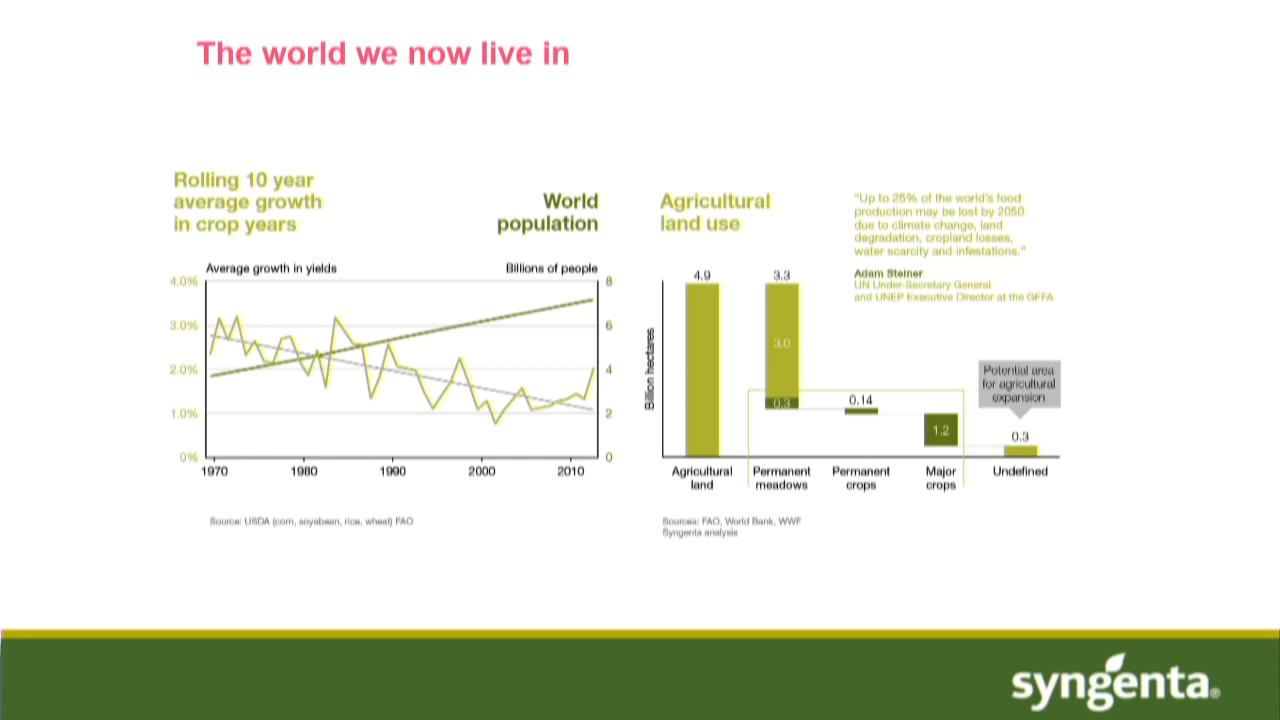 The world we now live in
Rolling 10 year
average growth
in crop years
World
population
Average growth in yields
Billions of people
4.0%
3.0%
2.0%
1.0%
0%
8
6
4
2
0
1970 1980 1990 2000 2010
Source: USDA (corn, soyabean, rice, wheat) FAO
Agricultural
land use
"Up to 25% of the world's food
production may be lost by 2050
due to climate change, land
degradation, cropland losses,
water scarcity and infestations."
Adam Steiner
UN Under-Secretary General
and UNEP Executive Director at the GFFA
Billion hectares
4.9
3.3
3.0
0.3
0.14
1.2
Potential area
for agricultural
expansion
0.3
Agricultural
land
Permanent
meadows
Permanent
crops
Major
crops
Undefined
Sources: FAO, World Bank, WWF
Syngenta analysis
syngenta®